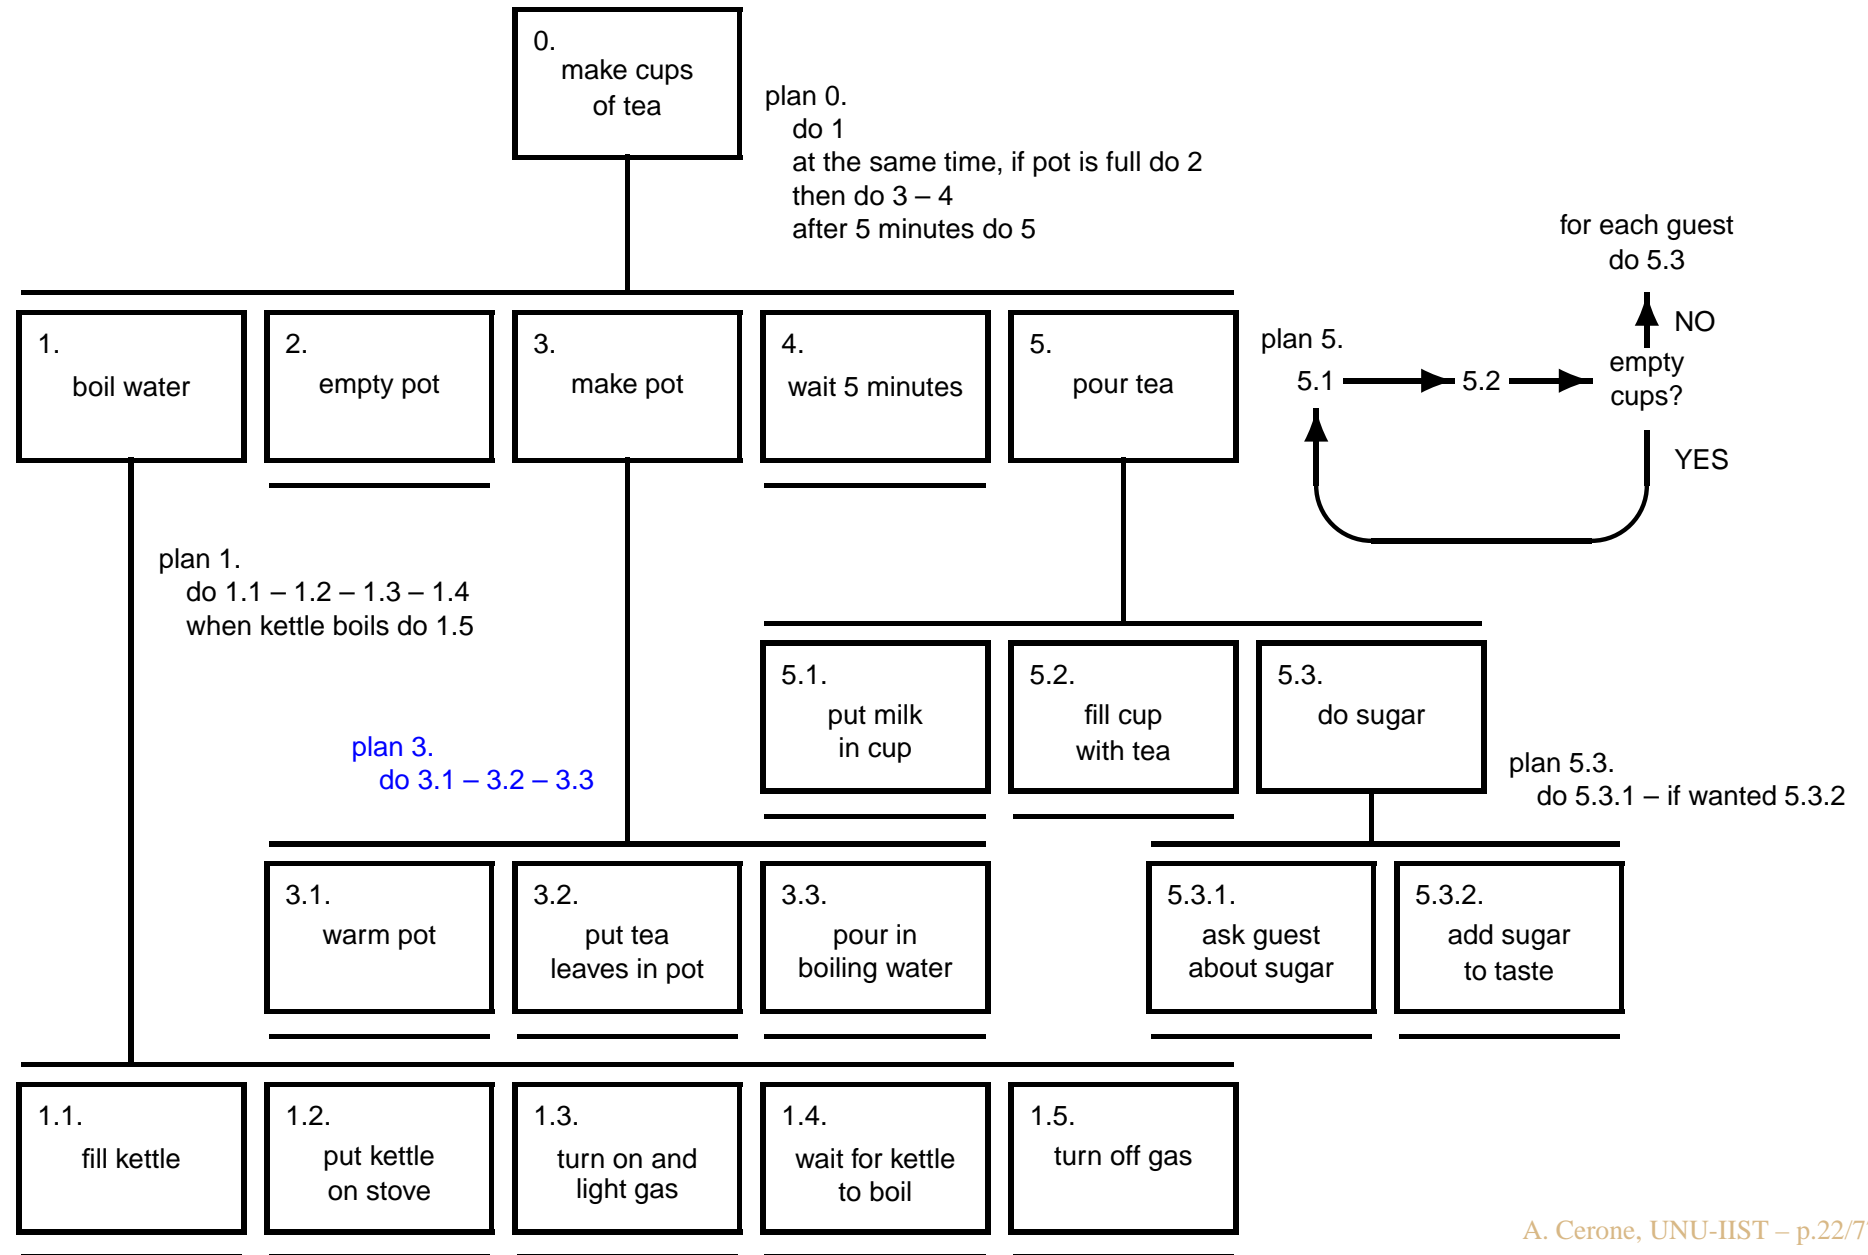 0.
make cups
of tea
plan 0.
do 1
at the same time, if pot is full do 2
then do 3 – 4
after 5 minutes do 5
1.
boil water
2.
empty pot
3.
make pot
4.
wait 5 minutes
5.
pour tea
for each guest
do 5.3
NO
plan 5.
5.1
5.2
empty
cups?
YES
plan 1.
do 1.1 – 1.2 – 1.3 – 1.4
when kettle boils do 1.5
plan 3.
do 3.1 – 3.2 – 3.3
5.1.
put milk
in cup
5.2.
fill cup
with tea
5.3.
do sugar
plan 5.3.
do 5.3.1 – if wanted 5.3.2
3.1.
warm pot
3.2.
put tea
leaves in pot
3.3.
pour in
boiling water
5.3.1.
ask guest
about sugar
5.3.2.
add sugar
to taste
1.1.
fill kettle
1.2.
put kettle
on stove
1.3.
turn on and
light gas
1.4.
wait for kettle
to boil
1.5.
turn off gas
A. Cerone, UNU-IIST – p.22/7